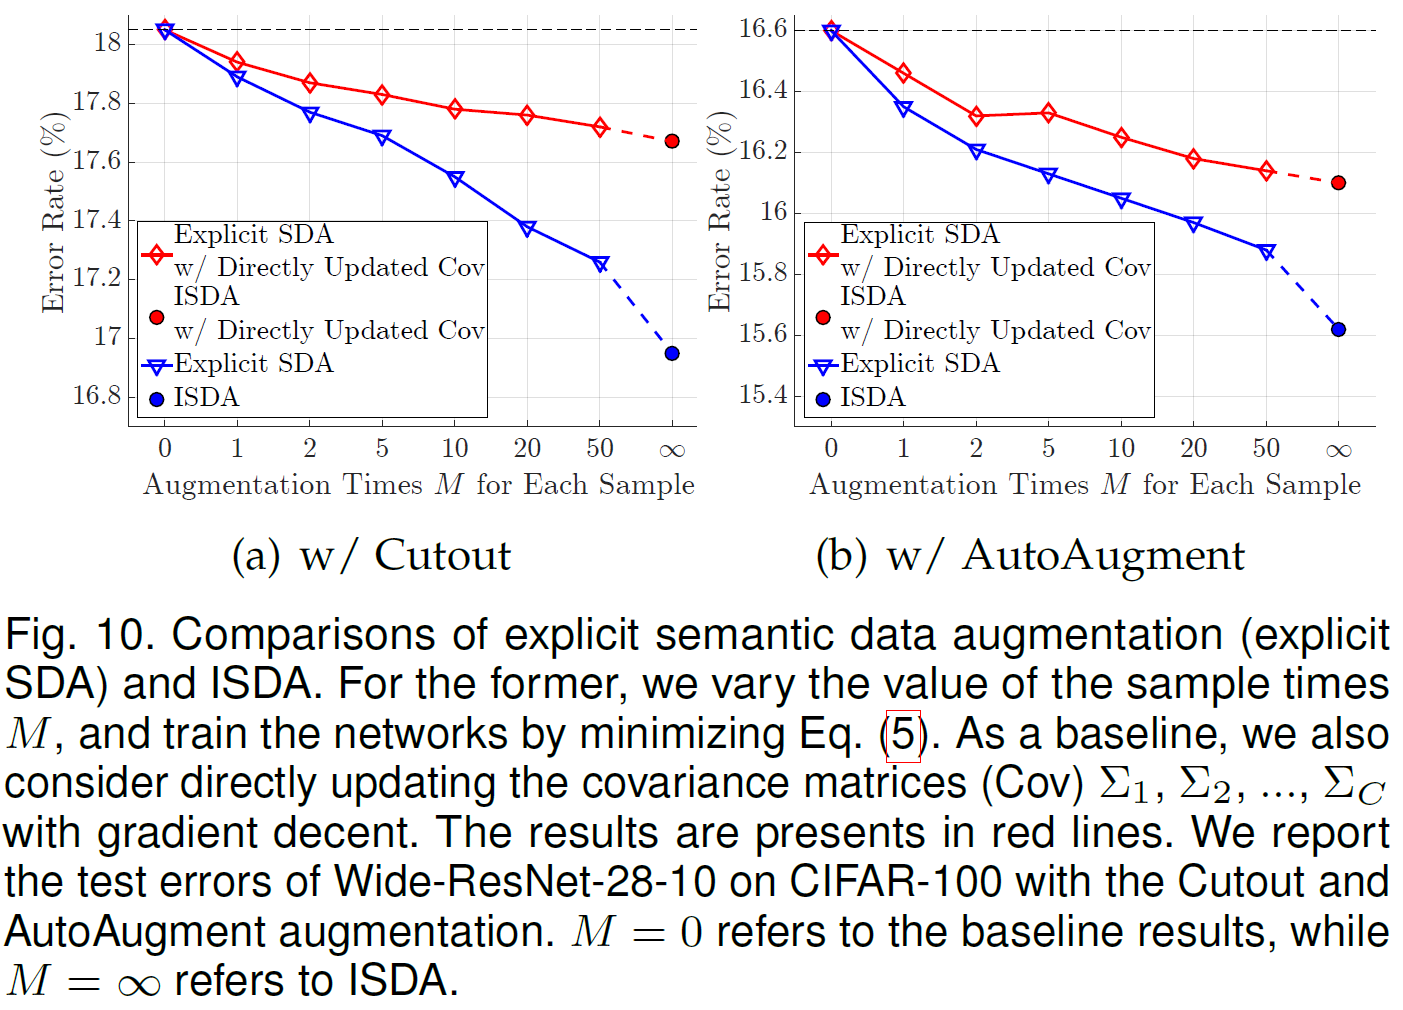 18
17.8
17.6
17.4
17.2
17
16.8
Error Rate (%)
Explicit SDA
w/ Directly Updated Cov
ISDA
w/ Directly Updated Cov
Explicit SDA
ISDA
0 1 2 5 10 20 50 ∞
Augmentation Times M for Each Sample
(a) w/ Cutout
16.6
16.4
16.2
16
15.8
15.6
15.4
Error Rate (%)
Explicit SDA
w/ Directly Updated Cov
ISDA
w/ Directly Updated Cov
Explicit SDA
ISDA
0 1 2 5 10 20 50 ∞
Augmentation Times M for Each Sample
(b) w/ AutoAugment
Fig. 10. Comparisons of explicit semantic data augmentation (explicit
SDA) and ISDA. For the former, we vary the value of the sample times
M, and train the networks by minimizing Eq. (5). As a baseline, we also
consider directly updating the covariance matrices (Cov) Σ₁, Σ₂, ..., Σ_C
with gradient decent. The results are presents in red lines. We report
the test errors of Wide-ResNet-28-10 on CIFAR-100 with the Cutout and
AutoAugment augmentation. M = 0 refers to the baseline results, while
M = ∞ refers to ISDA.